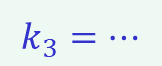 k₃ = ⋯